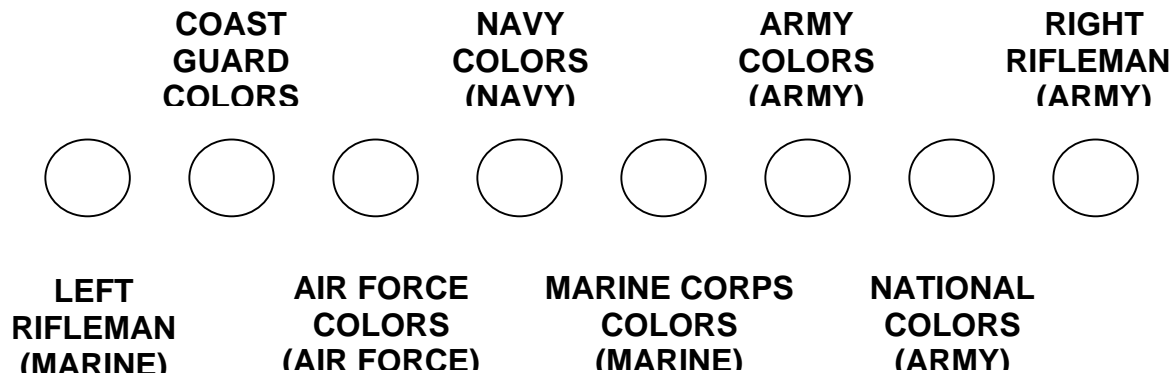 COAST
GUARD
COLORS
NAVY
COLORS
(NAVY)
ARMY
COLORS
(ARMY)
RIGHT
RIFLEMAN
(ARMY)
LEFT
RIFLEMAN
(MARINE)
AIR FORCE
COLORS
(AIR FORCE)
MARINE CORPS
COLORS
(MARINE)
NATIONAL
COLORS
(ARMY)